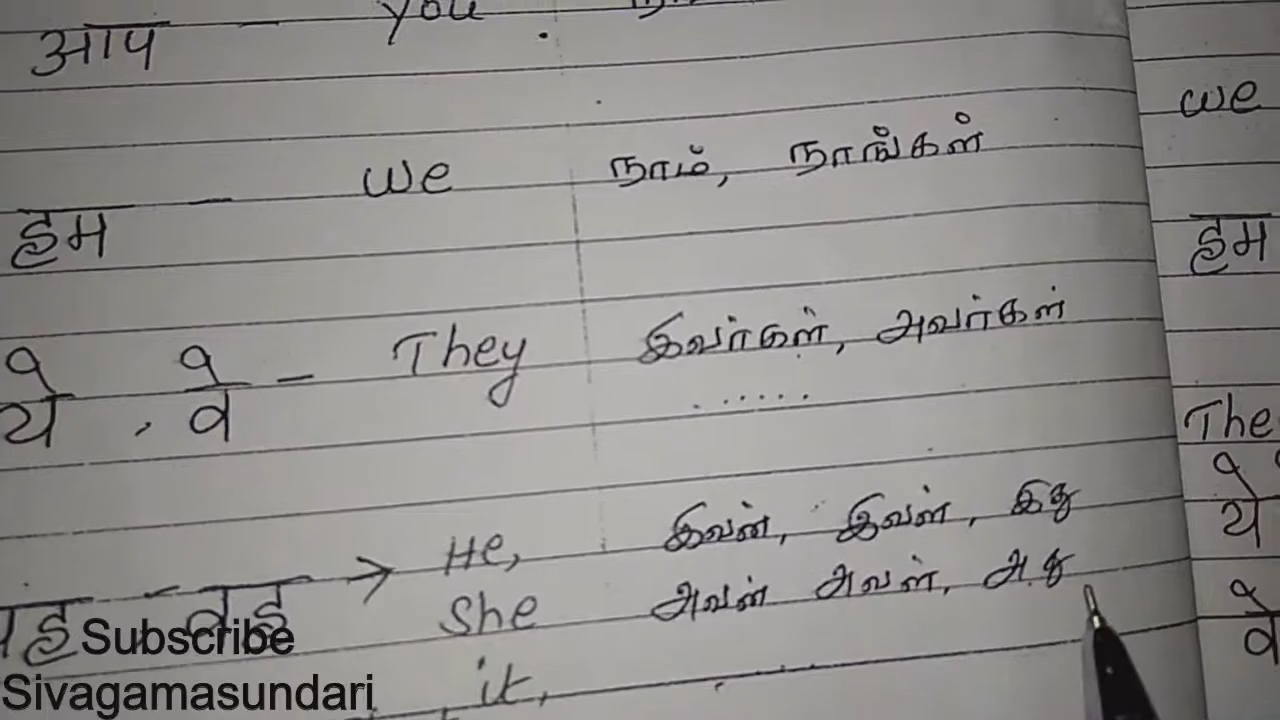 आप - you
हम - we நாம், நாங்கள்
ये, वे - They இவர்கள், அவர்கள்
यह - वह → He, இவன், இவள், இது
She அவன் அவள், அது
it,
we
हम
The
ये
वे
Subscribe
Sivagamasundari